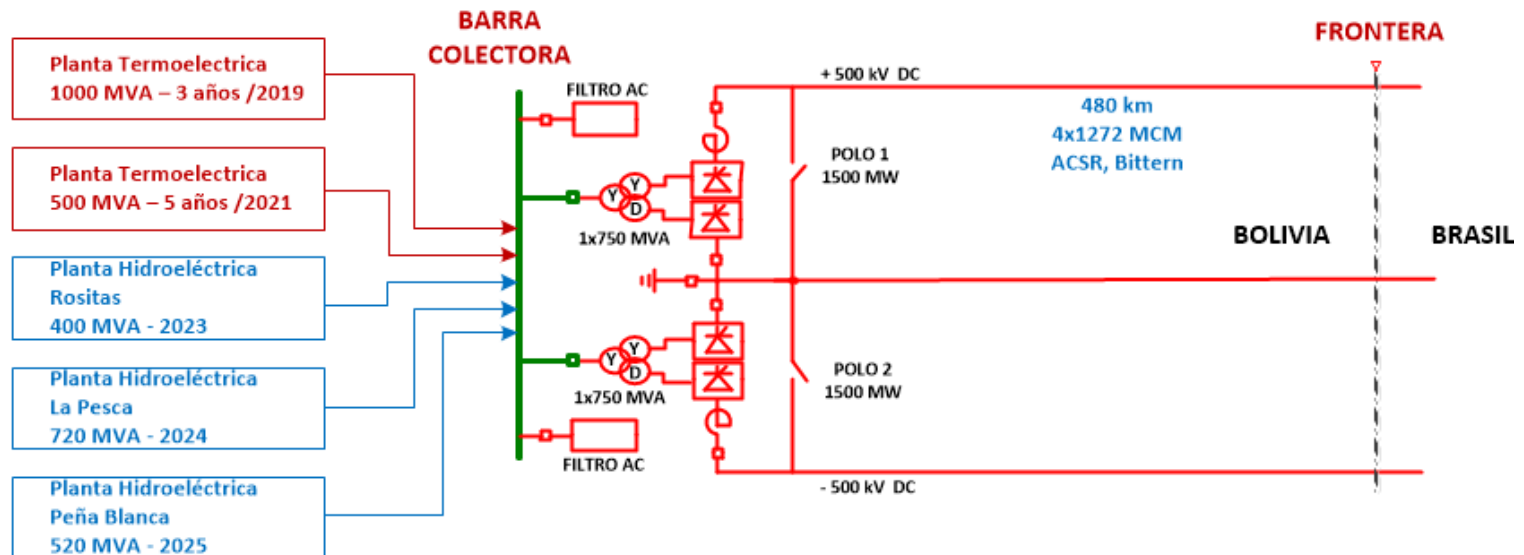 Planta Termoelectrica
1000 MVA – 3 años /2019
Planta Termoelectrica
500 MVA – 5 años /2021
Planta Hidroeléctrica
Rositas
400 MVA - 2023
Planta Hidroeléctrica
La Pesca
720 MVA - 2024
Planta Hidroeléctrica
Peña Blanca
520 MVA - 2025
BARRA
COLECTORA
FILTRO AC
Y
Y
D
1x750 MVA
Y
Y
D
1x750 MVA
FILTRO AC
+ 500 kV DC
POLO 1
1500 MW
POLO 2
1500 MW
- 500 kV DC
480 km
4x1272 MCM
ACSR, Bittern
FRONTERA
BOLIVIA
BRASIL